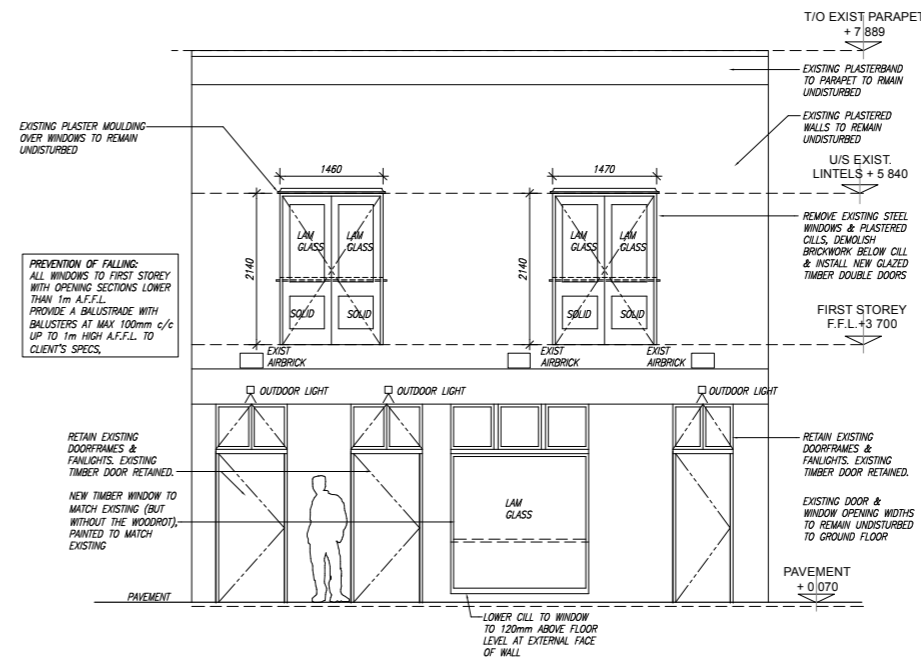 T/O EXIST PARAPET
+ 7 889
EXISTING PLASTERBAND
TO PARAPET TO RMAIN
UNDISTURBED
EXISTING PLASTER MOULDING
OVER WINDOWS TO REMAIN
UNDISTURBED
EXISTING PLASTERED
WALLS TO REMAIN
UNDISTURBED
U/S EXIST.
LINTELS + 5 840
1460
1470
2140
2140
LAM
GLASS
LAM
GLASS
LAM
GLASS
LAM
GLASS
SOLID
SOLID
SOLID
SOLID
REMOVE EXISTING STEEL
WINDOWS & PLASTERED
CILLS, DEMOLISH
BRICKWORK BELOW CILL
& INSTALL NEW GLAZED
TIMBER DOUBLE DOORS
PREVENTION OF FALLING:
ALL WINDOWS TO FIRST STOREY
WITH OPENING SECTIONS LOWER
THAN 1m A.F.F.L.
PROVIDE A BALUSTRADE WITH
BALUSTERS AT MAX 100mm c/c
UP TO 1m HIGH A.F.F.L. TO
CLIENT'S SPECS,
FIRST STOREY
F.F.L.+3 700
EXIST
AIRBRICK
EXIST
AIRBRICK
EXIST
AIRBRICK
OUTDOOR LIGHT
OUTDOOR LIGHT
OUTDOOR LIGHT
RETAIN EXISTING
DOORFRAMES &
FANLIGHTS. EXISTING
TIMBER DOOR RETAINED.
NEW TIMBER WINDOW TO
MATCH EXISTING (BUT
WITHOUT THE WOODROT),
PAINTED TO MATCH
EXISTING
LAM
GLASS
RETAIN EXISTING
DOORFRAMES &
FANLIGHTS. EXISTING
TIMBER DOOR RETAINED.
EXISTING DOOR &
WINDOW OPENING WIDTHS
TO REMAIN UNDISTURBED
TO GROUND FLOOR
PAVEMENT
+ 0 070
PAVEMENT
LOWER CILL TO WINDOW
TO 120mm ABOVE FLOOR
LEVEL AT EXTERNAL FACE
OF WALL